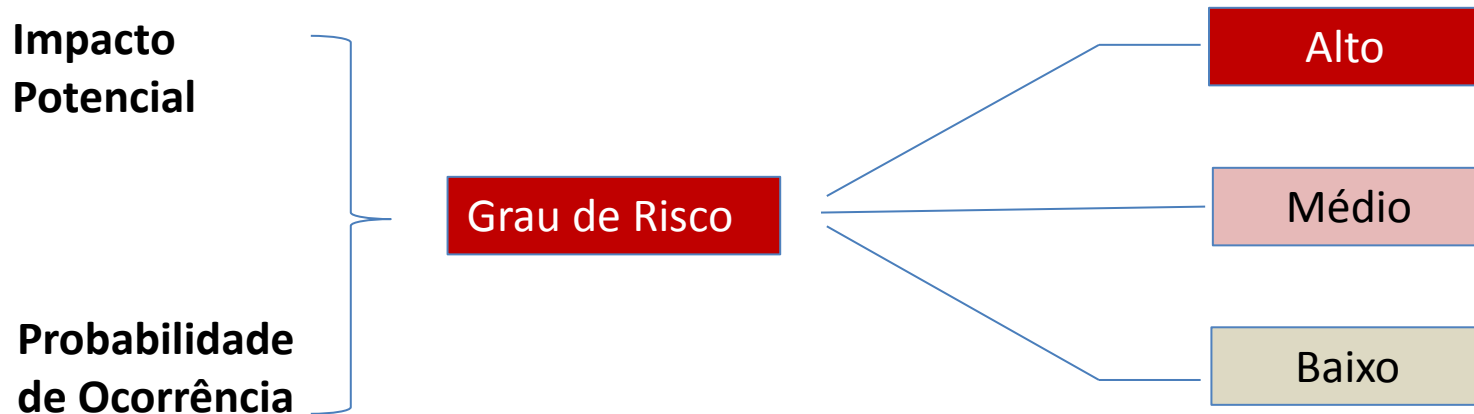 Impacto
Potencial
Probabilidade
de Ocorrência
Grau de Risco
Alto
Médio
Baixo